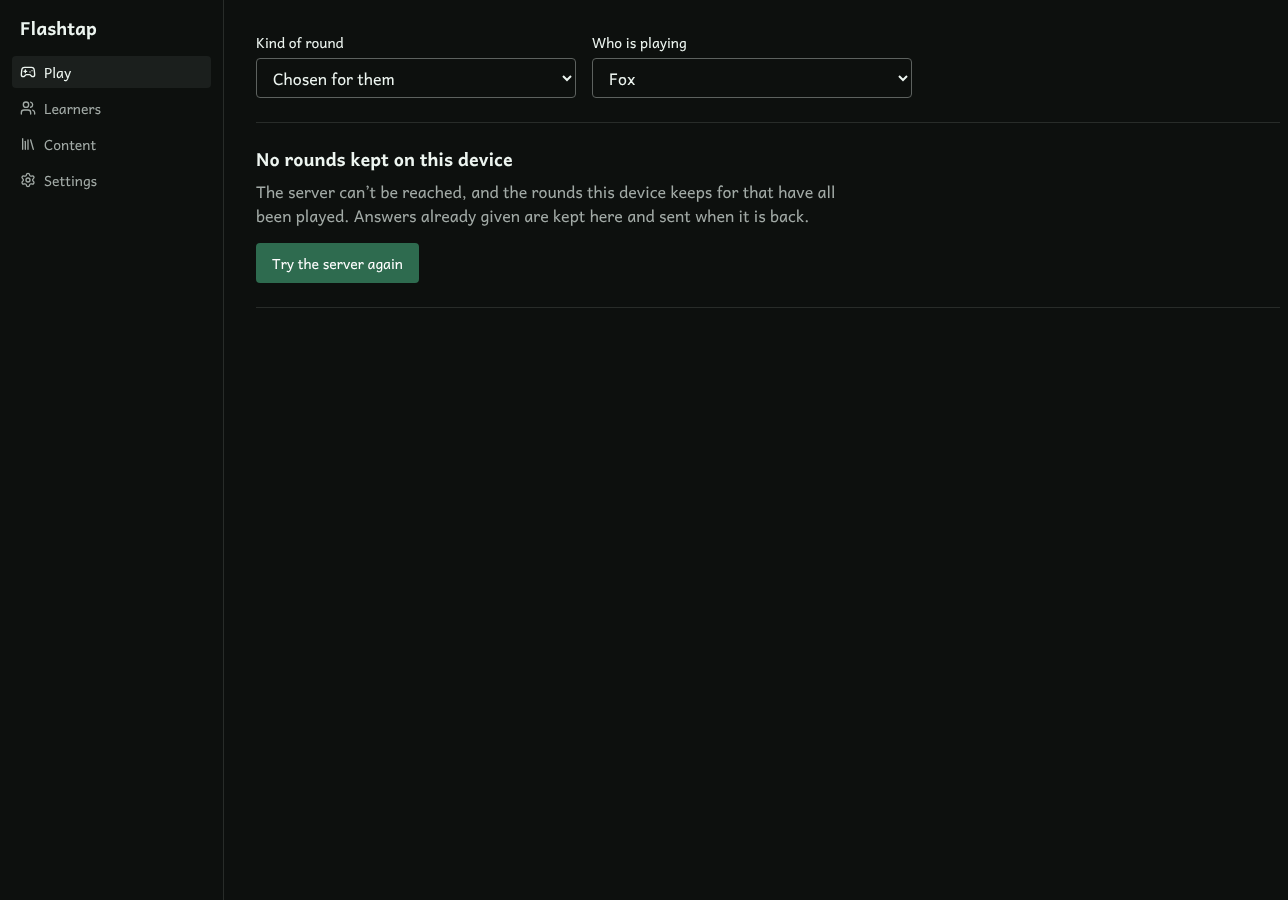 Flashtap
Play
Learners
Content
Settings
Kind of round
Who is playing
Chosen for them
Fox
No rounds kept on this device
The server can’t be reached, and the rounds this device keeps for that have all
been played. Answers already given are kept here and sent when it is back.
Try the server again